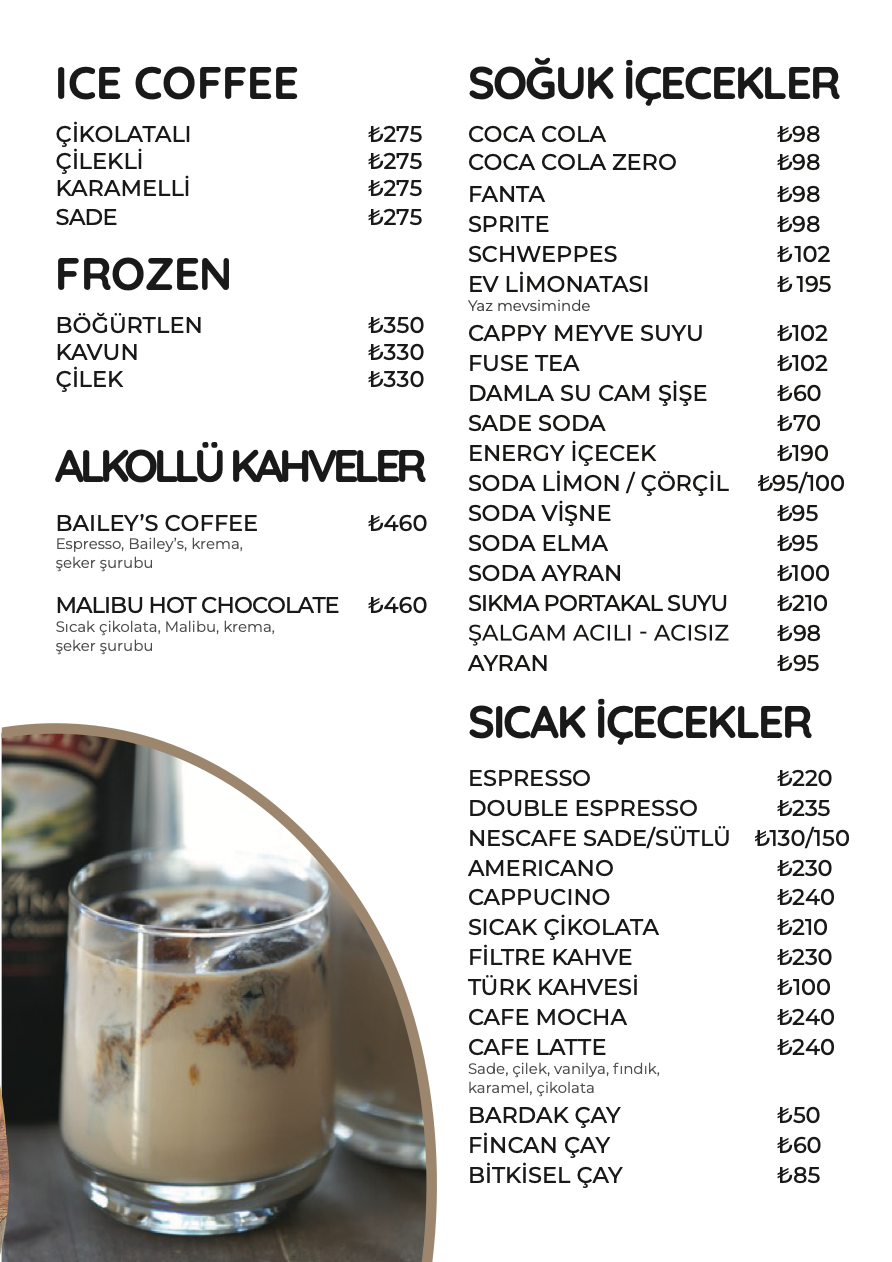 ICE COFFEE
ÇİKOLATALI ₺275
ÇİLEKLİ ₺275
KARAMELLİ ₺275
SADE ₺275
FROZEN
BÖĞÜRTLEN ₺350
KAVUN ₺330
ÇİLEK ₺330
ALKOLLÜ KAHVELER
BAILEY’S COFFEE ₺460
Espresso, Bailey’s, krema,
şeker şurubu
MALIBU HOT CHOCOLATE ₺460
Sıcak çikolata, Malibu, krema,
şeker şurubu
SOĞUK İÇECEKLER
COCA COLA ₺98
COCA COLA ZERO ₺98
FANTA ₺98
SPRITE ₺98
SCHWEPPES ₺102
EV LİMONATASI ₺195
Yaz mevsiminde
CAPPY MEYVE SUYU ₺102
FUSE TEA ₺102
DAMLA SU CAM ŞİŞE ₺60
SADE SODA ₺70
ENERGY İÇECEK ₺190
SODA LİMON / ÇÖRÇİL ₺95/100
SODA VİŞNE ₺95
SODA ELMA ₺95
SODA AYRAN ₺100
SIKMA PORTAKAL SUYU ₺210
ŞALGAM ACILI - ACISIZ ₺98
AYRAN ₺95
SICAK İÇECEKLER
ESPRESSO ₺220
DOUBLE ESPRESSO ₺235
NESCAFE SADE/SÜTLÜ ₺130/150
AMERICANO ₺230
CAPPUCINO ₺240
SICAK ÇİKOLATA ₺210
FİLTRE KAHVE ₺230
TÜRK KAHVESİ ₺100
CAFE MOCHA ₺240
CAFE LATTE ₺240
Sade, çilek, vanilya, fındık,
karamel, çikolata
BARDAK ÇAY ₺50
FİNCAN ÇAY ₺60
BİTKİSEL ÇAY ₺85